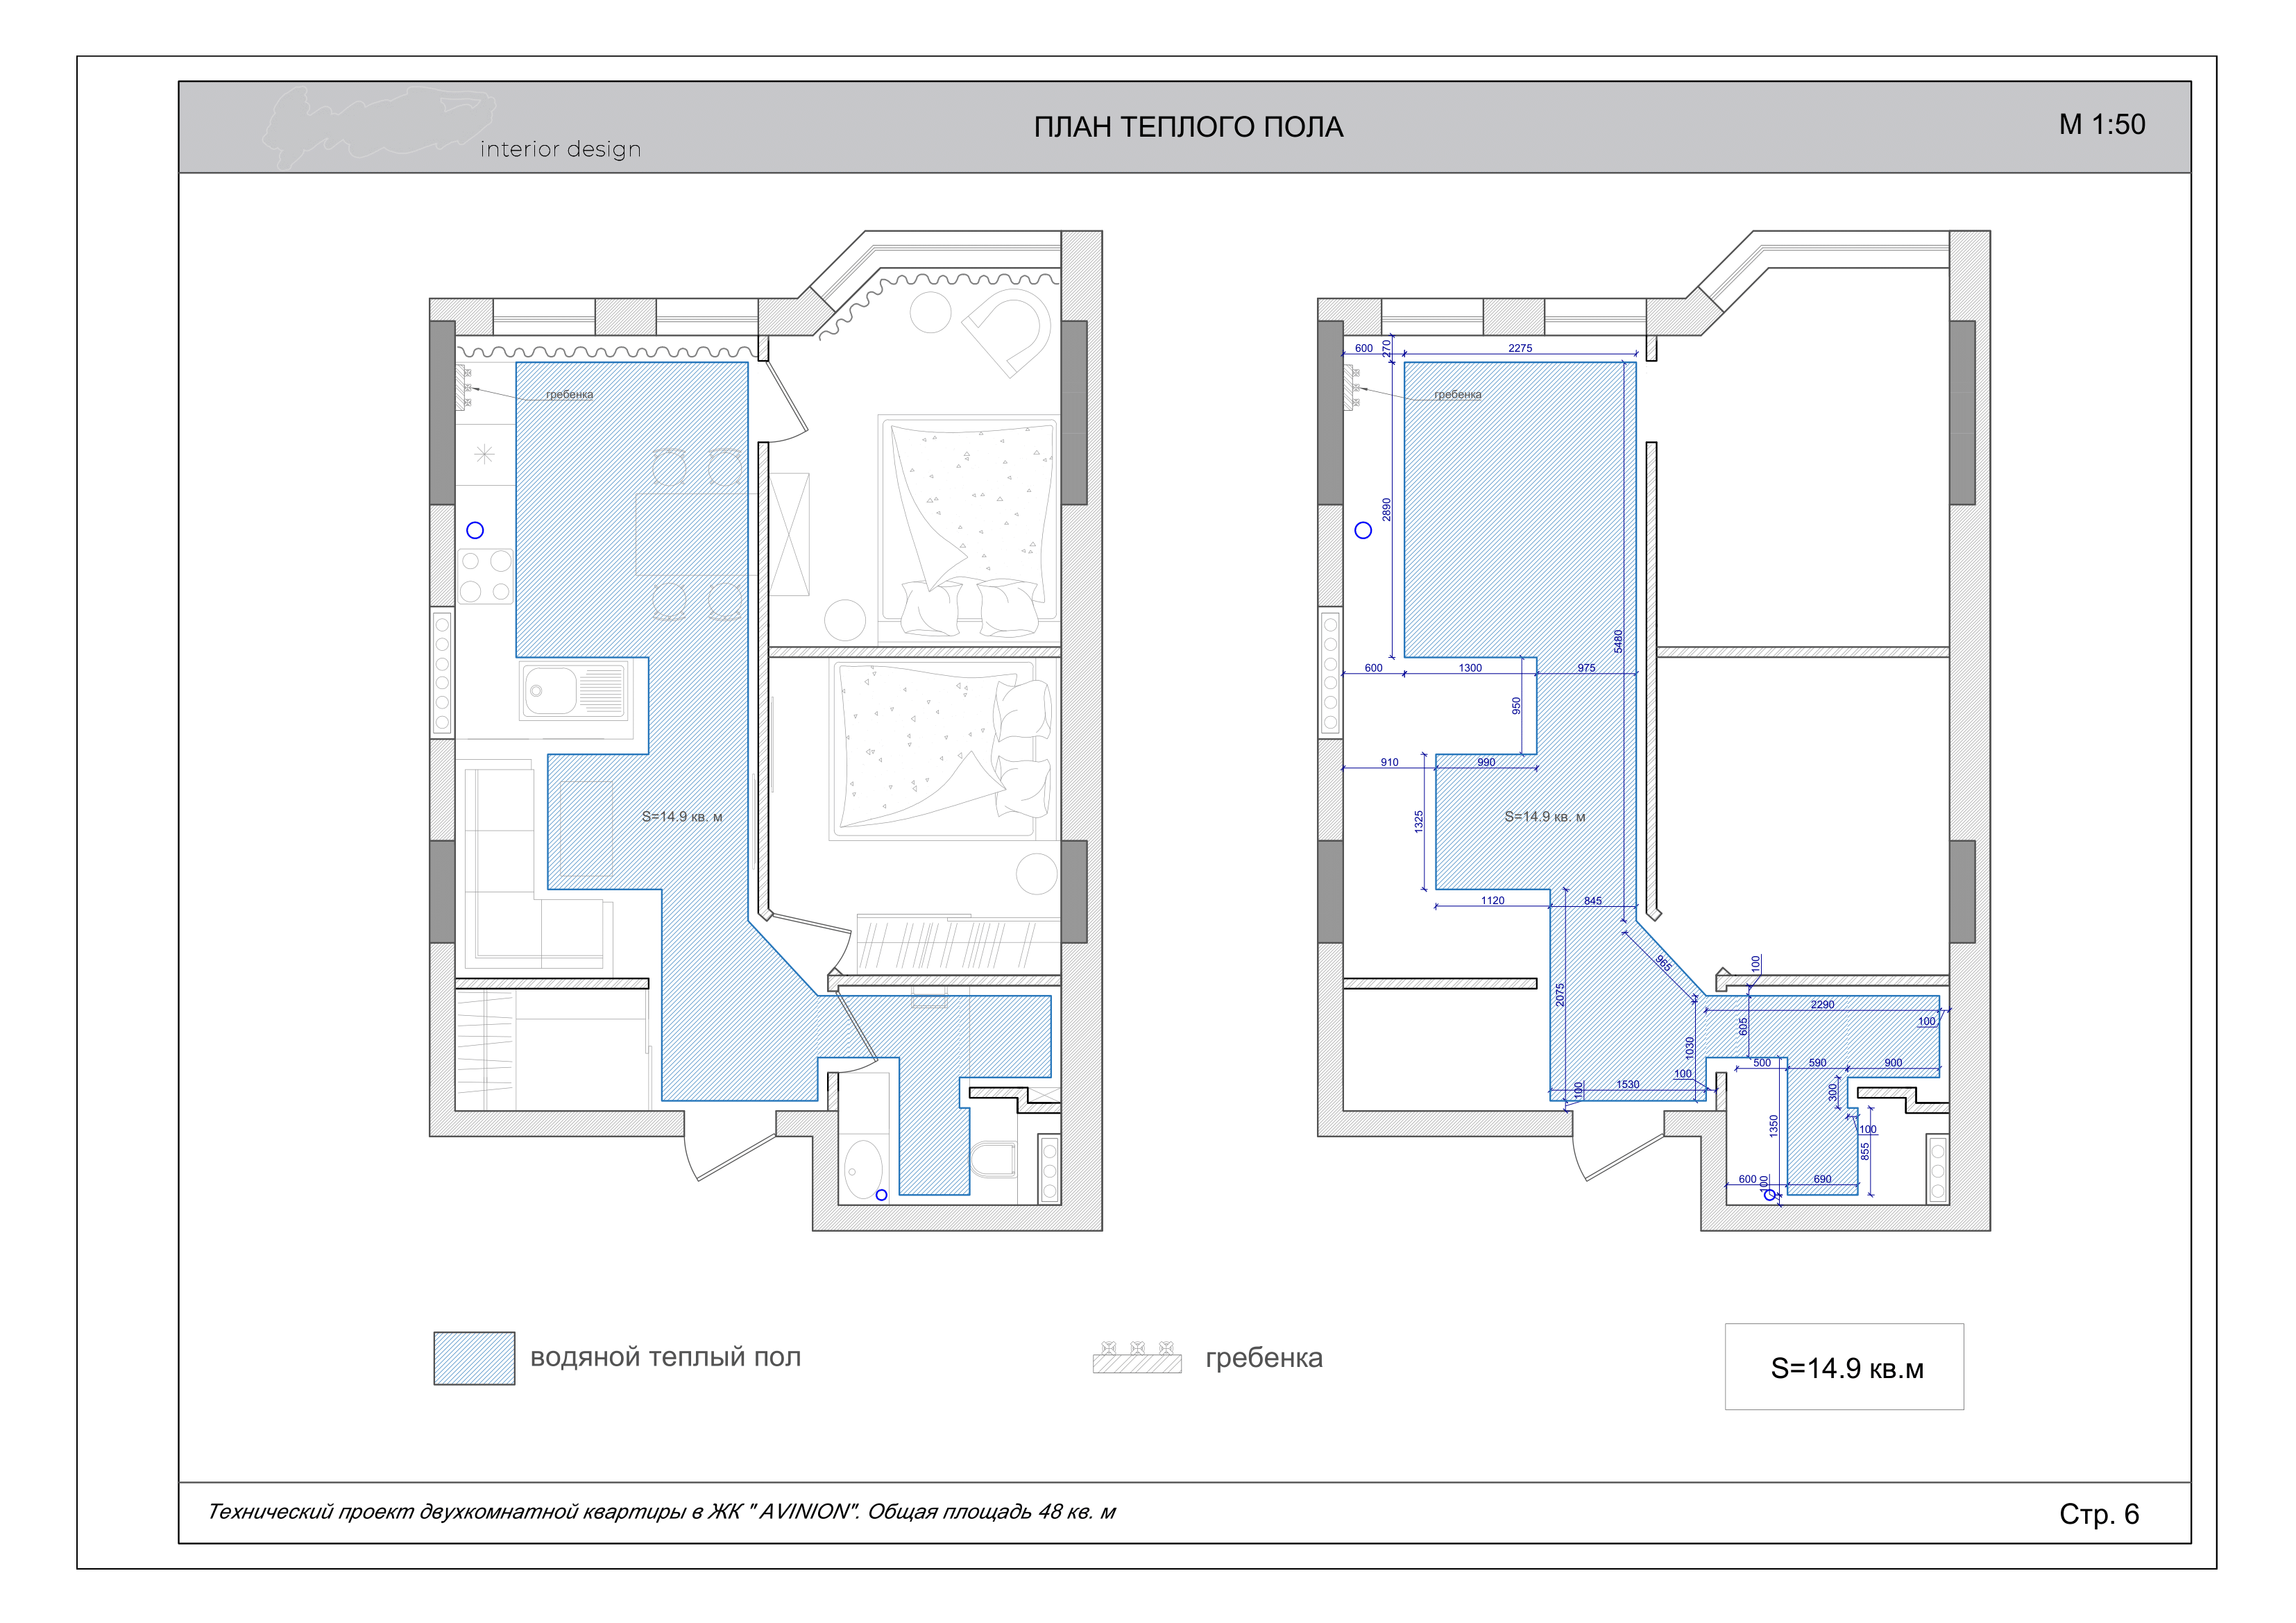 interior design
ПЛАН ТЕПЛОГО ПОЛА
М 1:50
гребенка
S=14.9 кв. м
600
270
2275
гребенка
2890
5480
600
1300
975
950
910
990
1325
S=14.9 кв. м
1120
845
965
100
2075
2290
605
100
1030
500
590
900
100
1530
100
300
1350
100
855
600
100
690
водяной теплый пол
гребенка
S=14.9 кв.м
Технический проект двухкомнатной квартиры в ЖК " AVINION". Общая площадь 48 кв. м
Стр. 6